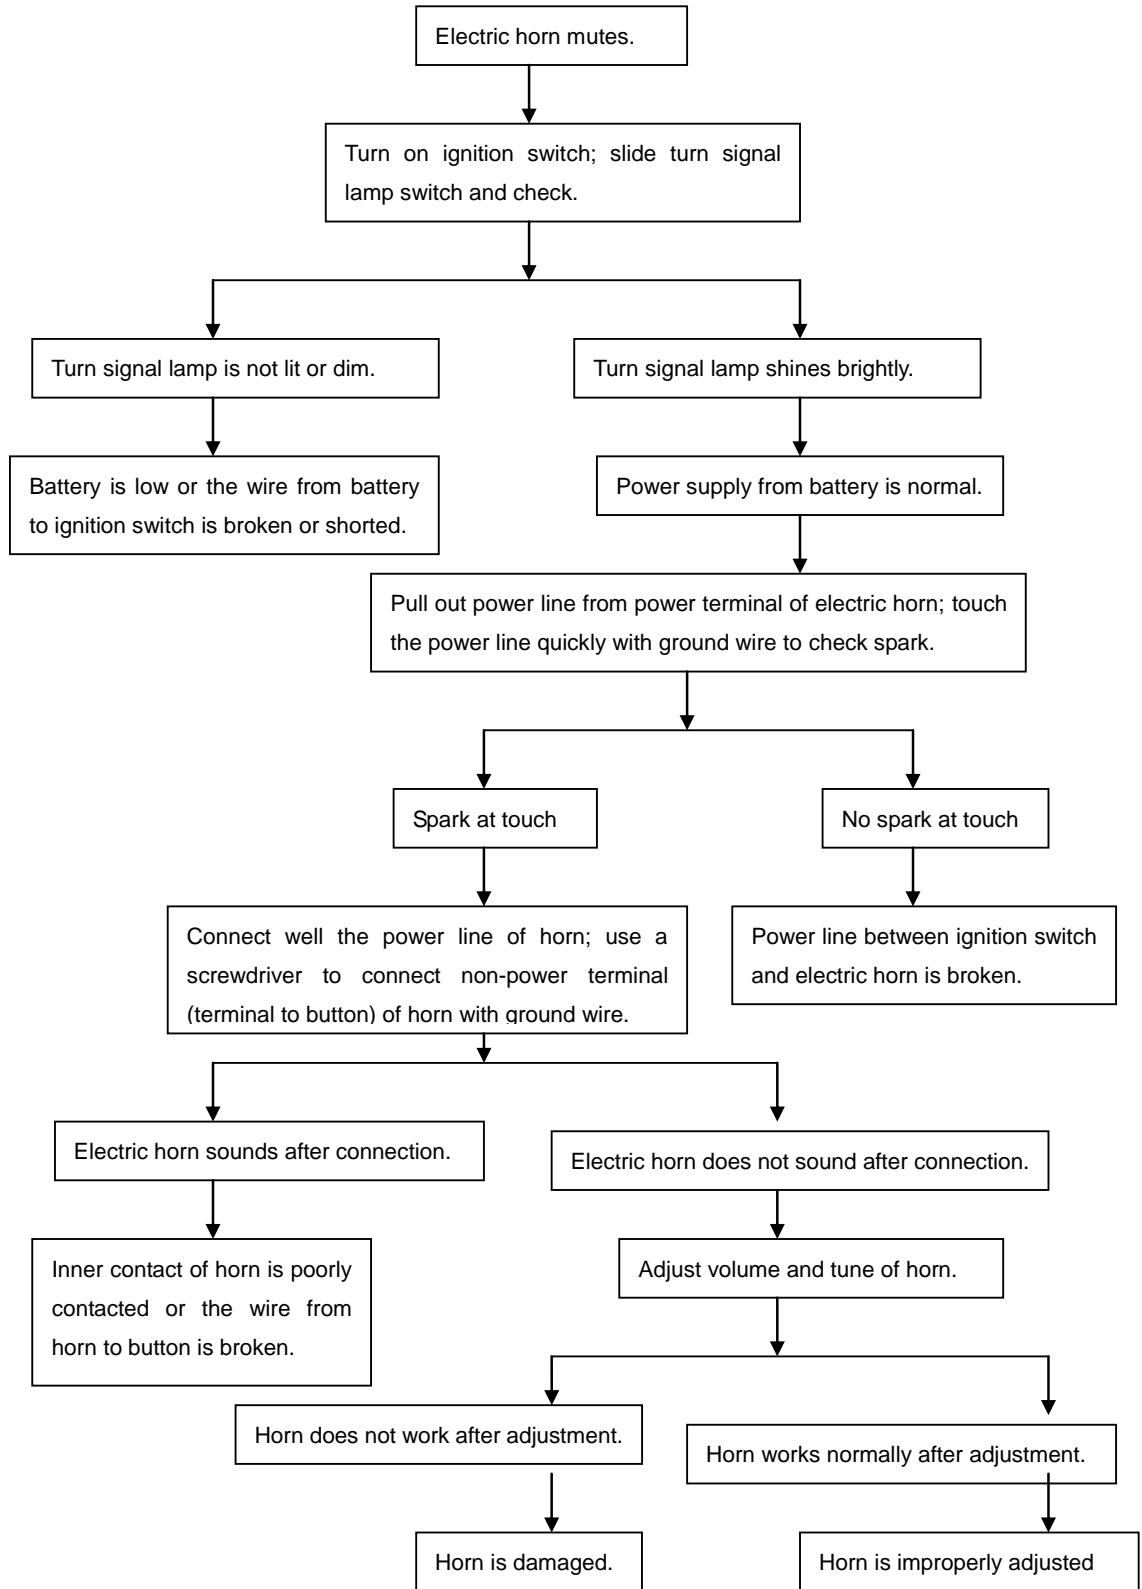 Electric horn mutes.
Turn on ignition switch; slide turn signal
lamp switch and check.
Turn signal lamp is not lit or dim.
Turn signal lamp shines brightly.
Battery is low or the wire from battery
to ignition switch is broken or shorted.
Power supply from battery is normal.
Pull out power line from power terminal of electric horn; touch
the power line quickly with ground wire to check spark.
Spark at touch
No spark at touch
Connect well the power line of horn; use a
screwdriver to connect non-power terminal
(terminal to button) of horn with ground wire.
Power line between ignition switch
and electric horn is broken.
Electric horn sounds after connection.
Electric horn does not sound after connection.
Inner contact of horn is poorly
contacted or the wire from
horn to button is broken.
Adjust volume and tune of horn.
Horn does not work after adjustment.
Horn works normally after adjustment.
Horn is damaged.
Horn is improperly adjusted